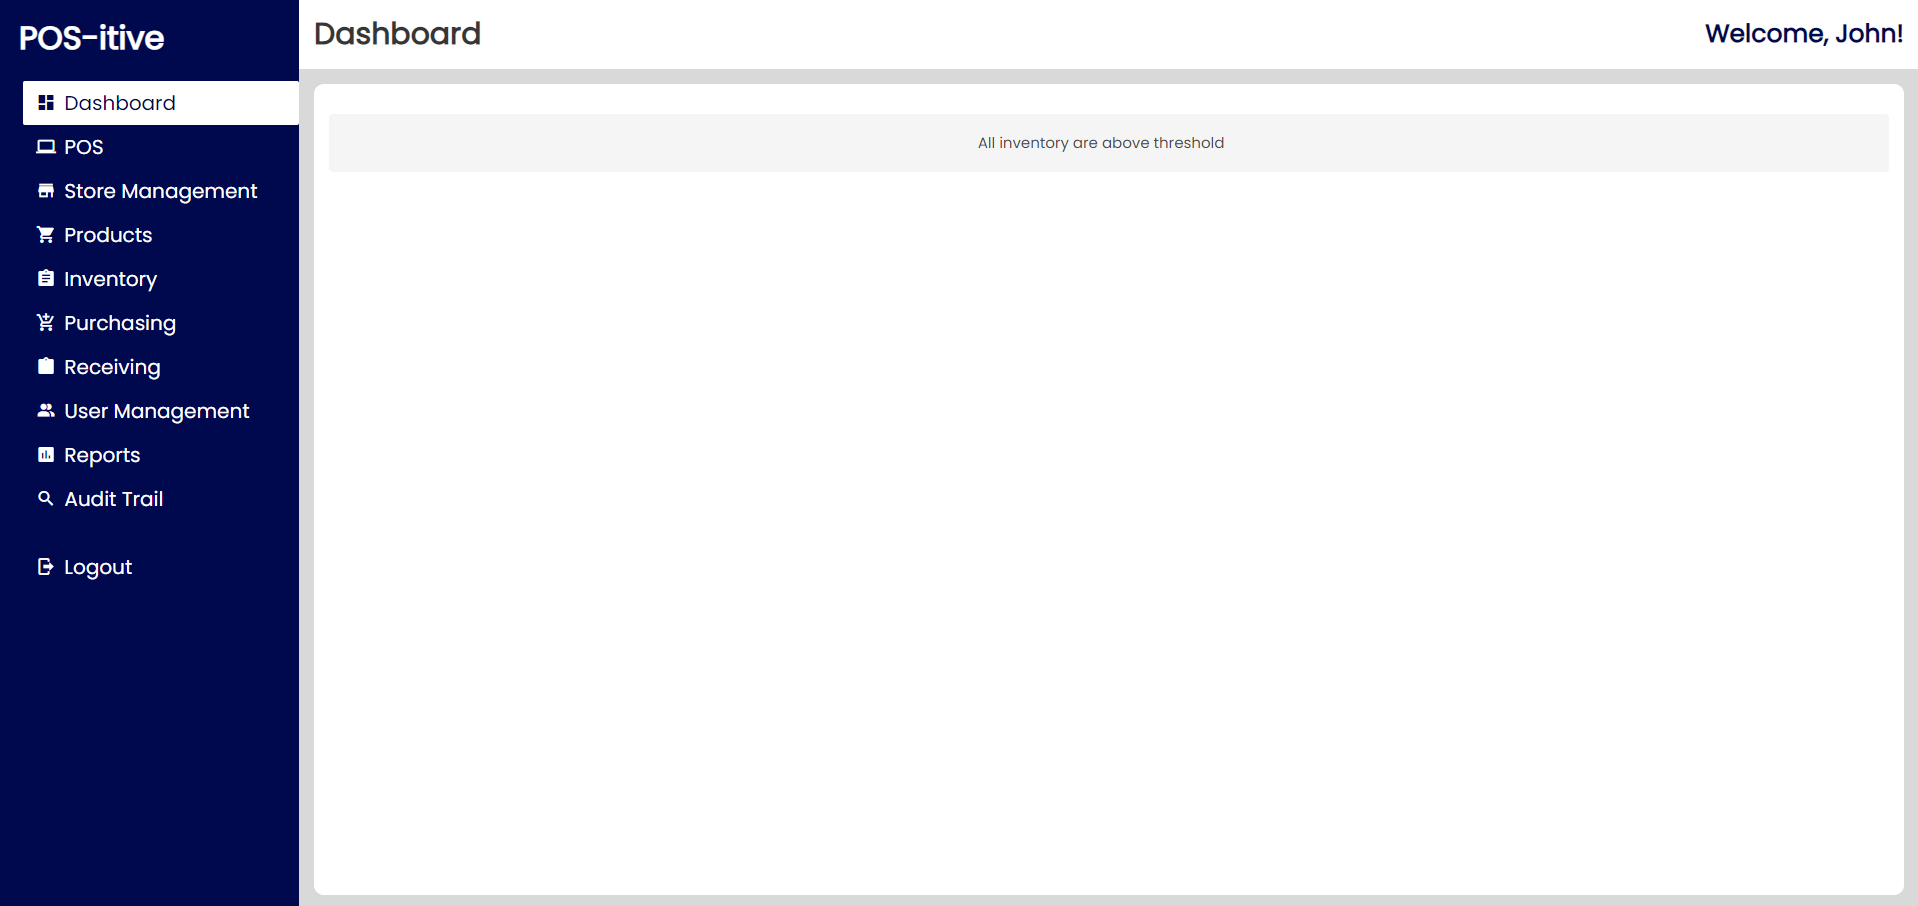 POS-itive
Dashboard
POS
Store Management
Products
Inventory
Purchasing
Receiving
User Management
Reports
Audit Trail
Logout
Dashboard
Welcome, John!
All inventory are above threshold